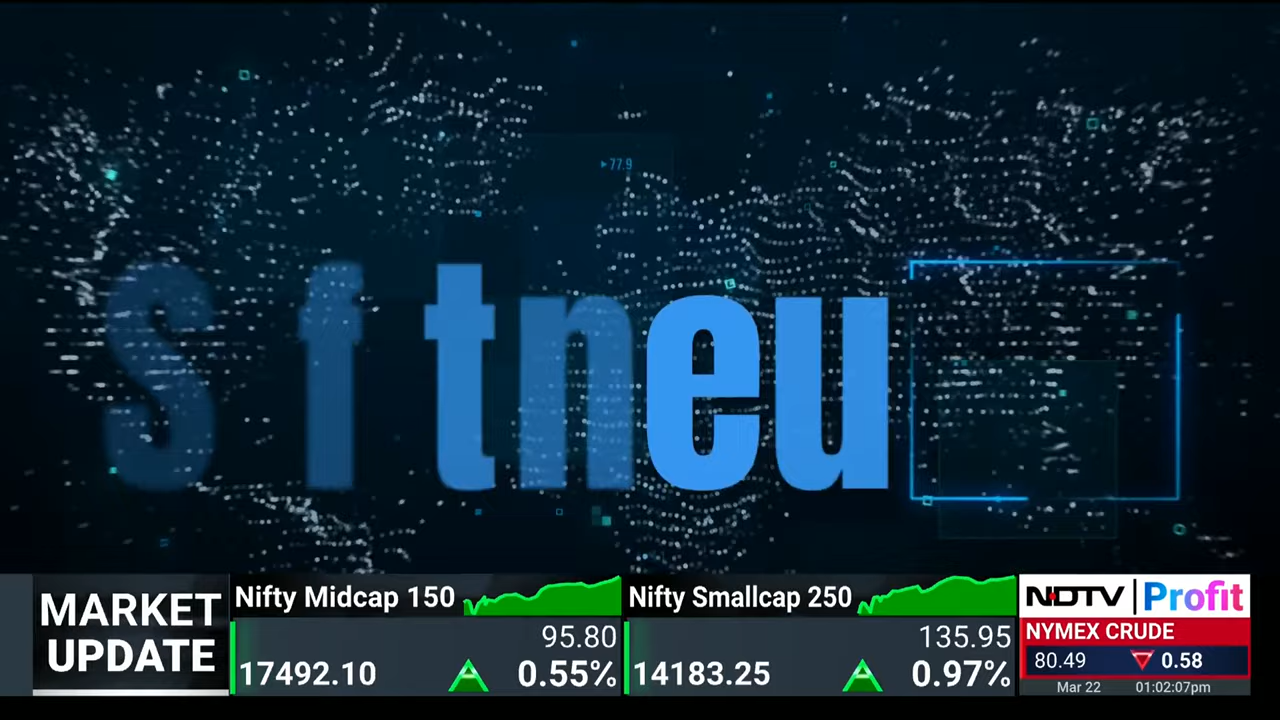 77.9
S f t n e u
MARKET
UPDATE
Nifty Midcap 150
95.80
17492.10
0.55%
Nifty Smallcap 250
135.95
14183.25
0.97%
NDTV Profit
NYMEX CRUDE
80.49
0.58
Mar 22
01:02:07pm